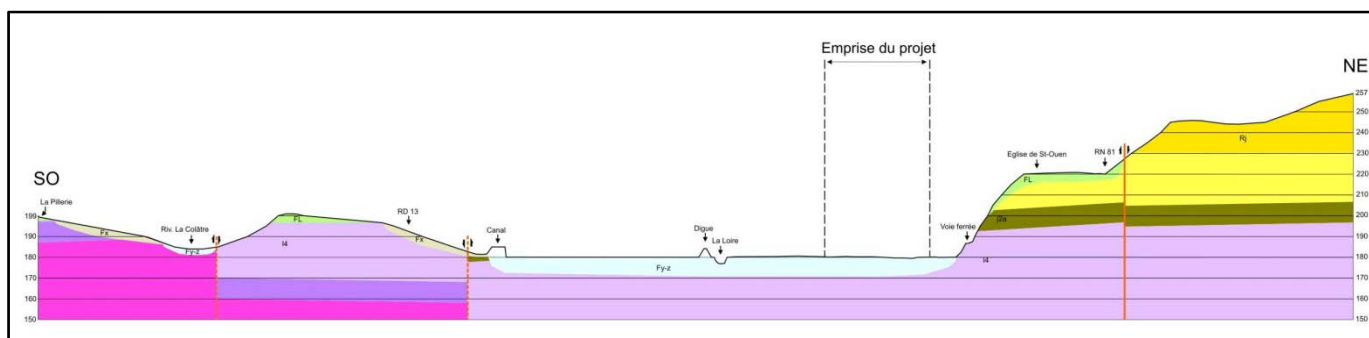 Emprise du projet
NE
257
250
240
230
220
210
200
190
180
170
160
150
SO
La Pillerie
199
190
180
170
160
150
Fx
Riv. La Colâtre
Fy-z
FL
l4
RD 13
Fx
Canal
Fy-z
Digue
La Loire
Voie ferrée
Eglise de St-Ouen
RN 81
FL
j2a
l4
Rj